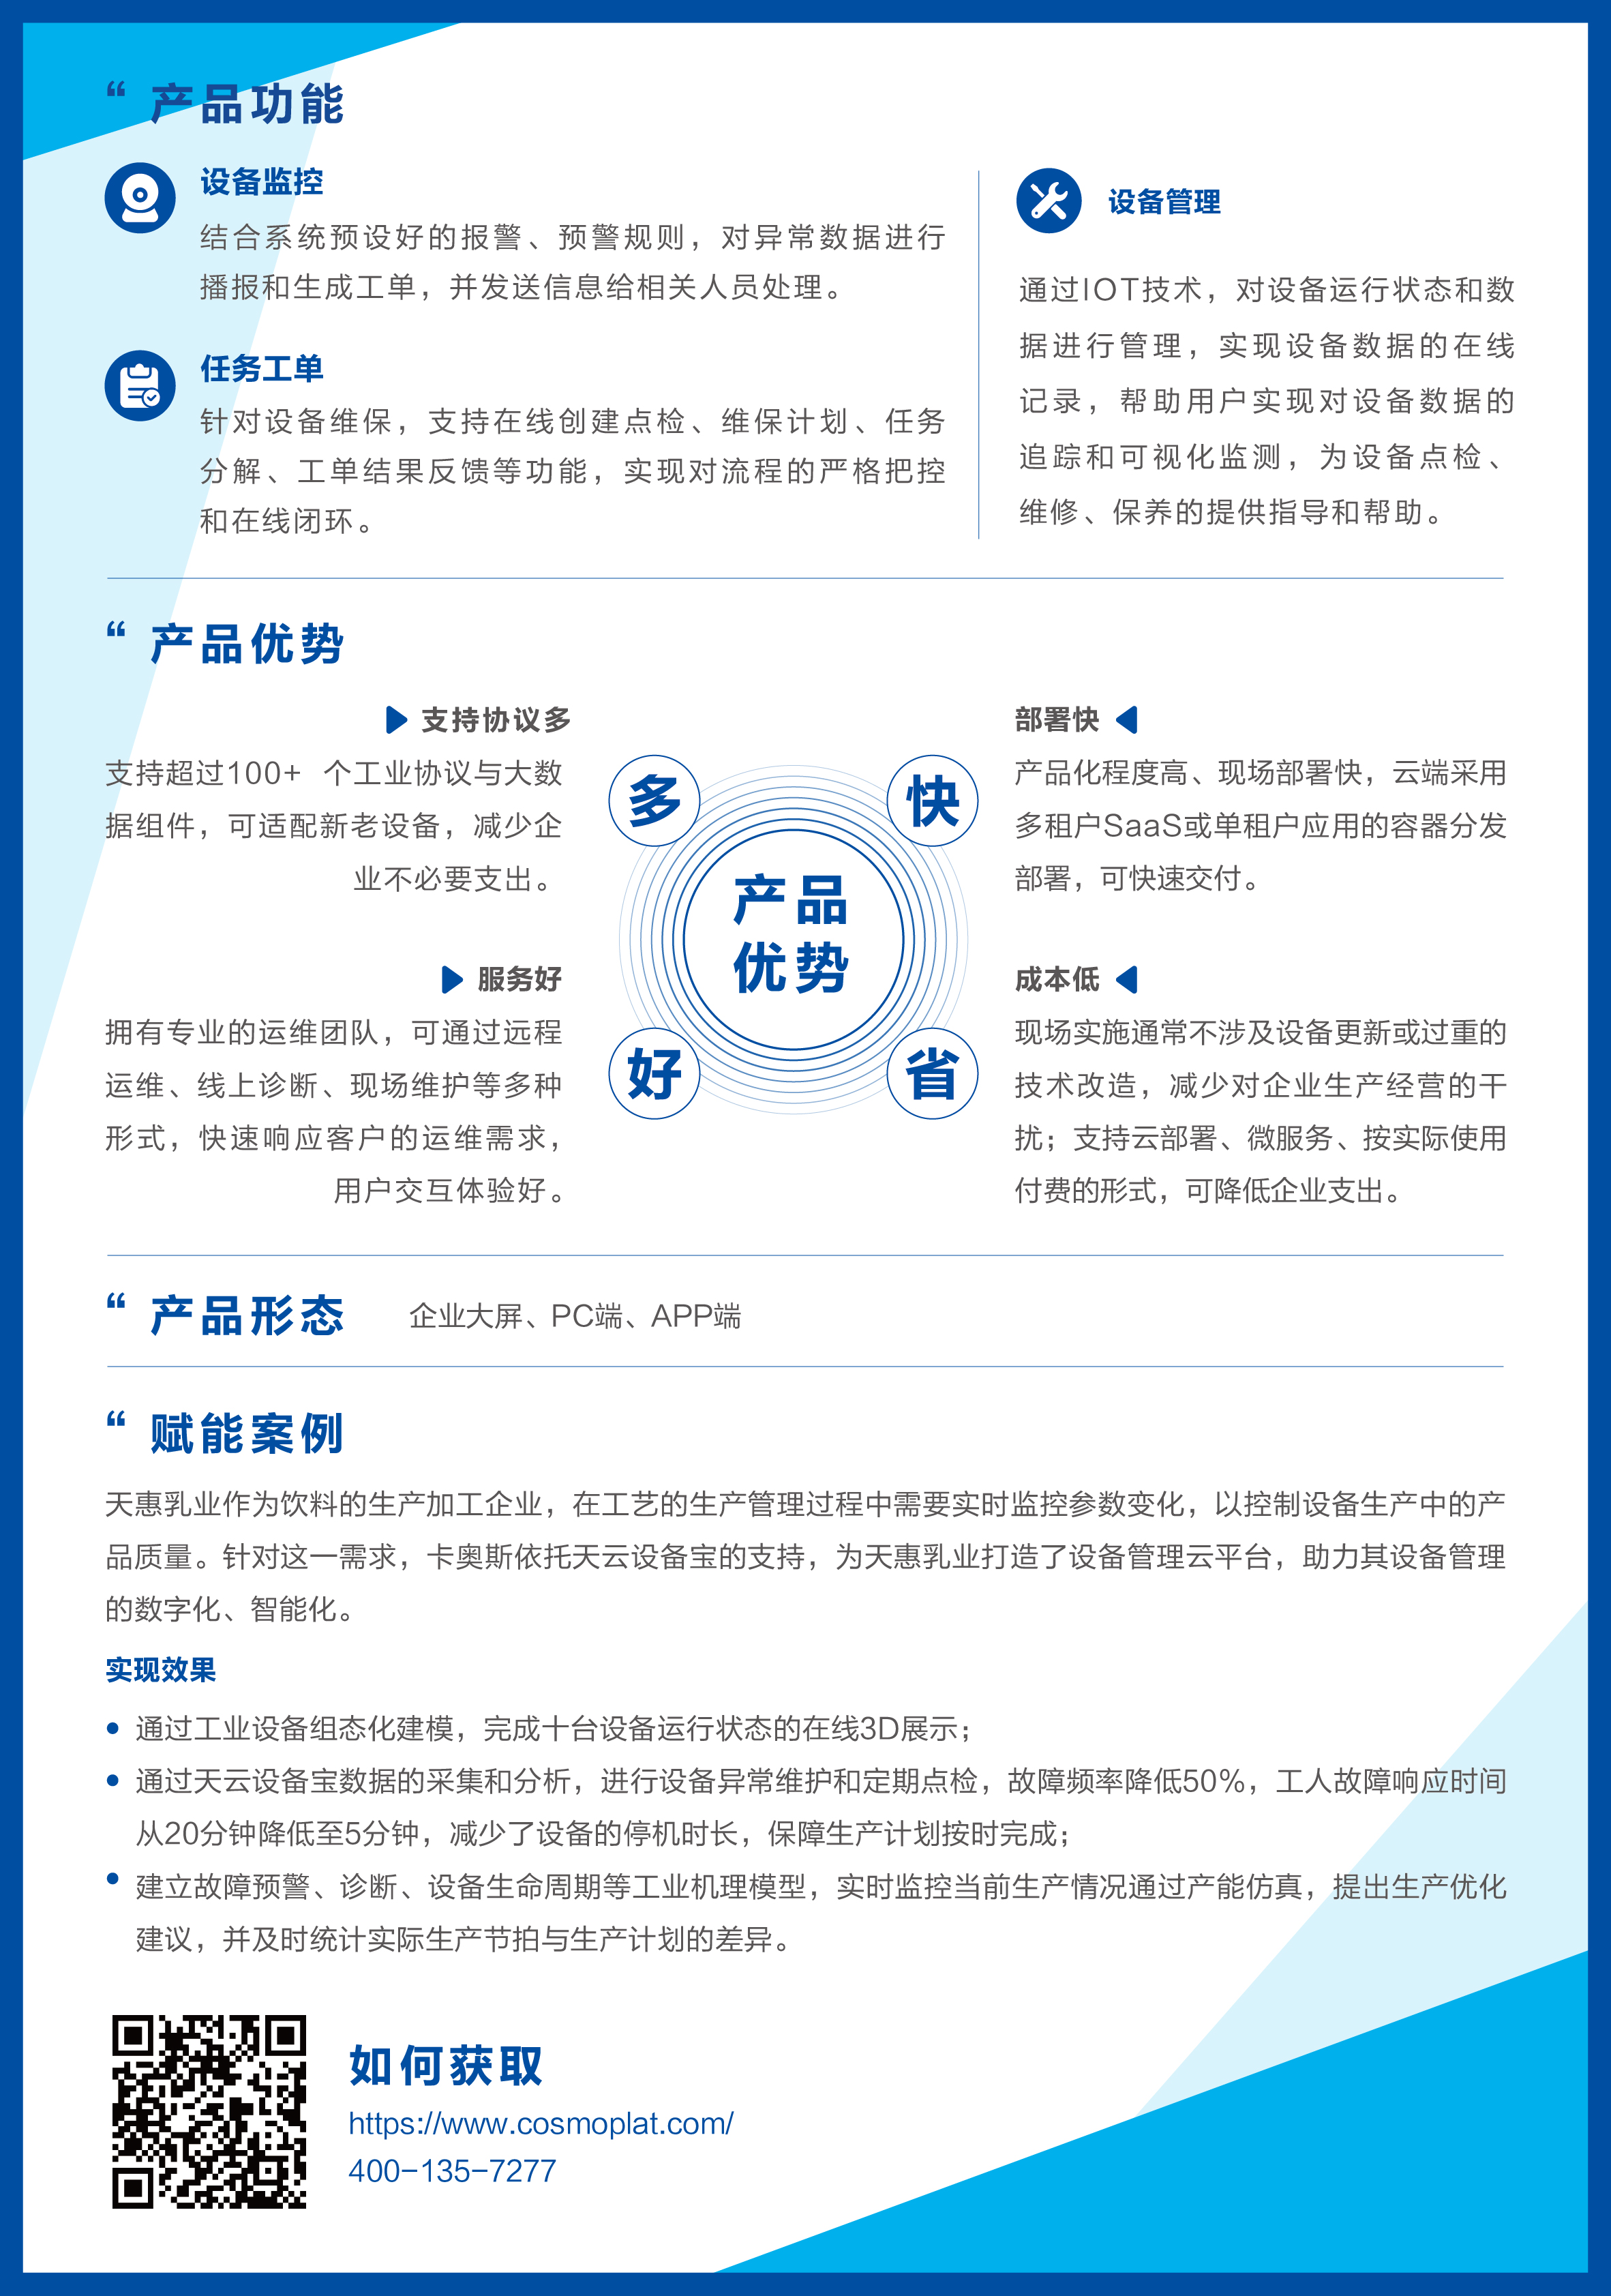 “ 产品功能
设备监控
结合系统预设好的报警、预警规则，对异常数据进行
播报和生成工单，并发送信息给相关人员处理。
任务工单
针对设备维保，支持在线创建点检、维保计划、任务
分解、工单结果反馈等功能，实现对流程的严格把控
和在线闭环。
设备管理
通过IOT技术，对设备运行状态和数
据进行管理，实现设备数据的在线
记录，帮助用户实现对设备数据的
追踪和可视化监测，为设备点检、
维修、保养的提供指导和帮助。
“ 产品优势
支持协议多
支持超过100+ 个工业协议与大数
据组件，可适配新老设备，减少企
业不必要支出。
服务好
拥有专业的运维团队，可通过远程
运维、线上诊断、现场维护等多种
形式，快速响应客户的运维需求，
用户交互体验好。
多
快
产品
优势
好
省
部署快
产品化程度高、现场部署快，云端采用
多租户SaaS或单租户应用的容器分发
部署，可快速交付。
成本低
现场实施通常不涉及设备更新或过重的
技术改造，减少对企业生产经营的干
扰；支持云部署、微服务、按实际使用
付费的形式，可降低企业支出。
“ 产品形态
企业大屏、PC端、APP端
“ 赋能案例
天惠乳业作为饮料的生产加工企业，在工艺的生产管理过程中需要实时监控参数变化，以控制设备生产中的产
品质量。针对这一需求，卡奥斯依托天云设备宝的支持，为天惠乳业打造了设备管理云平台，助力其设备管理
的数字化、智能化。
实现效果
● 通过工业设备组态化建模，完成十台设备运行状态的在线3D展示；
● 通过天云设备宝数据的采集和分析，进行设备异常维护和定期点检，故障频率降低50%，工人故障响应时间
从20分钟降低至5分钟，减少了设备的停机时长，保障生产计划按时完成；
● 建立故障预警、诊断、设备生命周期等工业机理模型，实时监控当前生产情况通过产能仿真，提出生产优化
建议，并及时统计实际生产节拍与生产计划的差异。
如何获取
https://www.cosmoplat.com/
400-135-7277